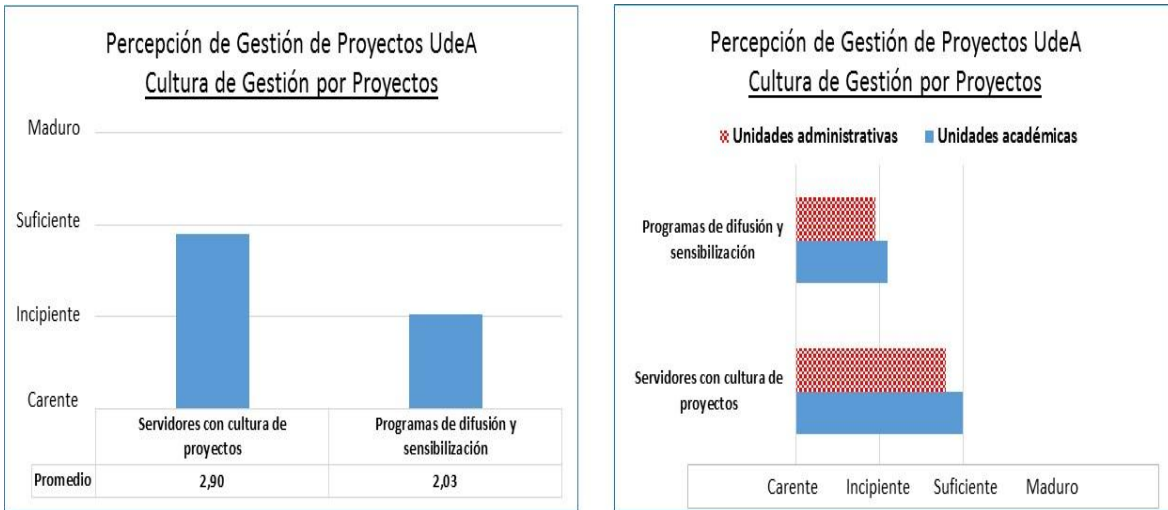 Percepción de Gestión de Proyectos UdeA
Cultura de Gestión por Proyectos
Maduro
Suficiente
Incipiente
Carente
Servidores con cultura de
proyectos
Programas de difusión y
sensibilización
Promedio 2,90 2,03
Percepción de Gestión de Proyectos UdeA
Cultura de Gestión por Proyectos
Unidades administrativas Unidades académicas
Programas de difusión y
sensibilización
Servidores con cultura de
proyectos
Carente Incipiente Suficiente Maduro